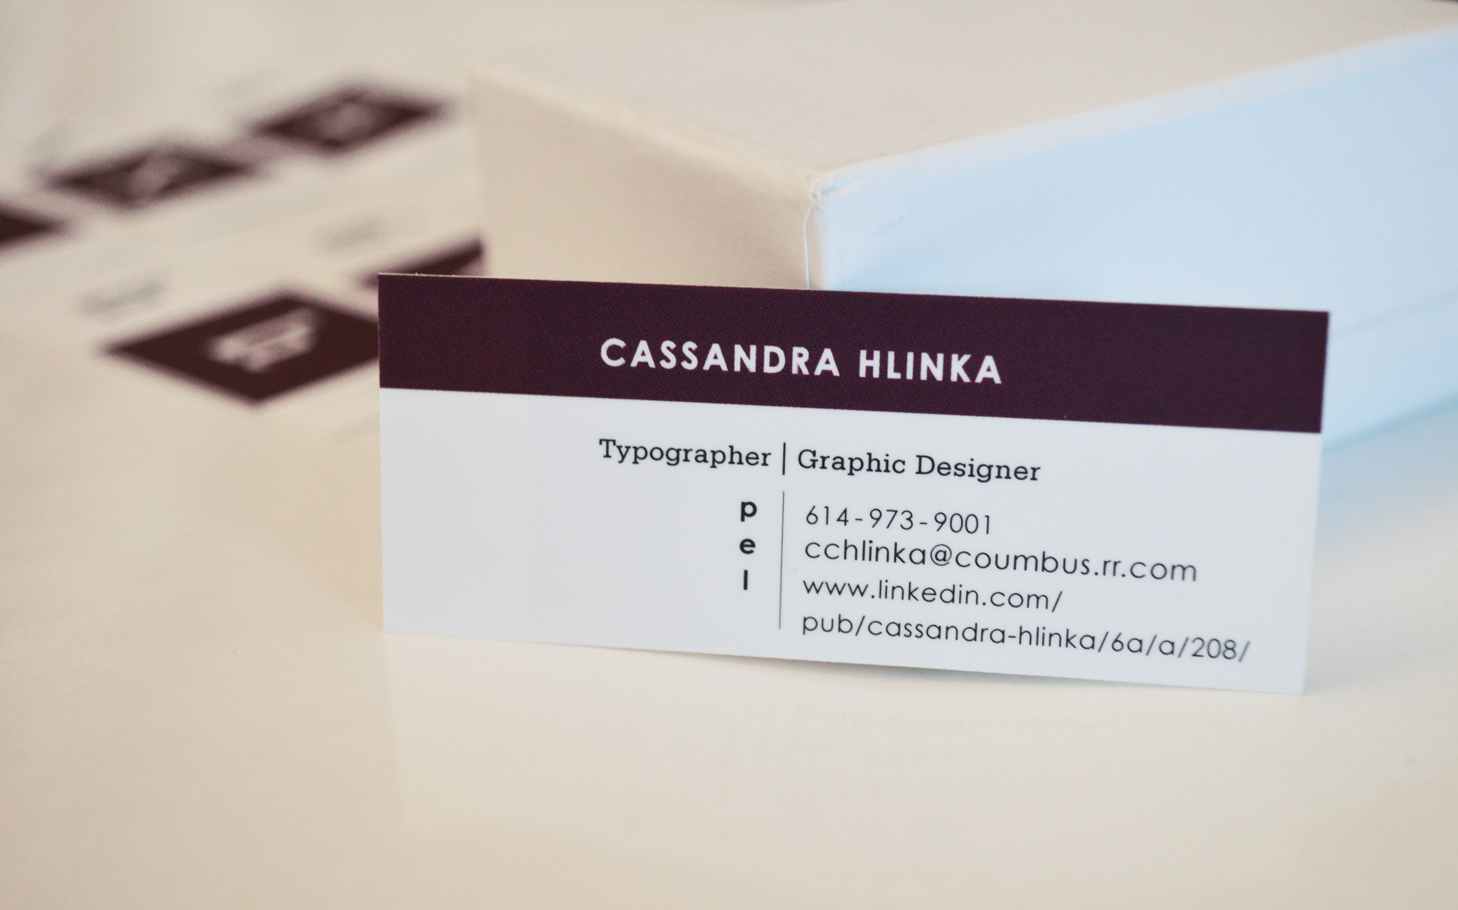 CASSANDRA HLINKA
Typographer | Graphic Designer
p 614-973-9001
e cchlinka@coumbus.rr.com
l www.linkedin.com/
pub/cassandra-hlinka/6a/a/208/